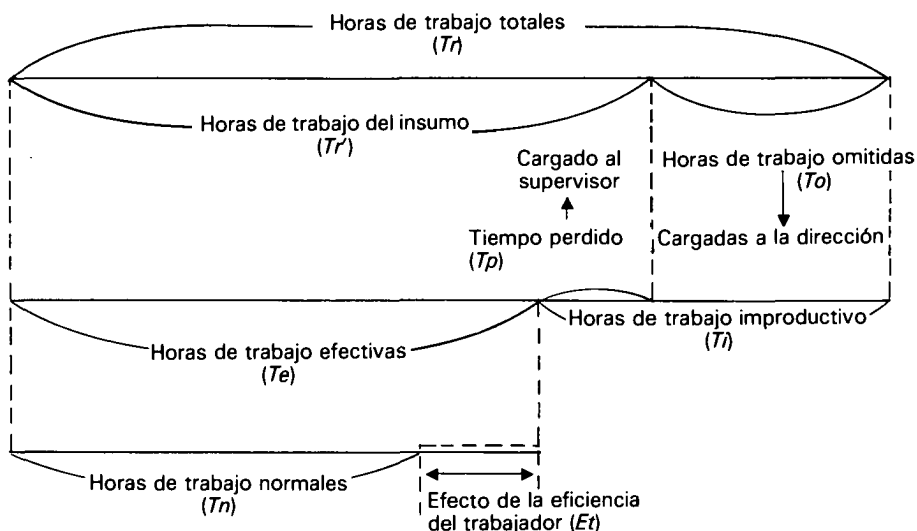 Horas de trabajo totales
(Tr)
Horas de trabajo del insumo
(Tr')
Cargado al
supervisor
Tiempo perdido
(Tp)
Horas de trabajo omitidas
(To)
Cargadas a la dirección
Horas de trabajo efectivas
(Te)
Horas de trabajo improductivo
(Ti)
Horas de trabajo normales
(Tn)
Efecto de la eficiencia
del trabajador (Et)